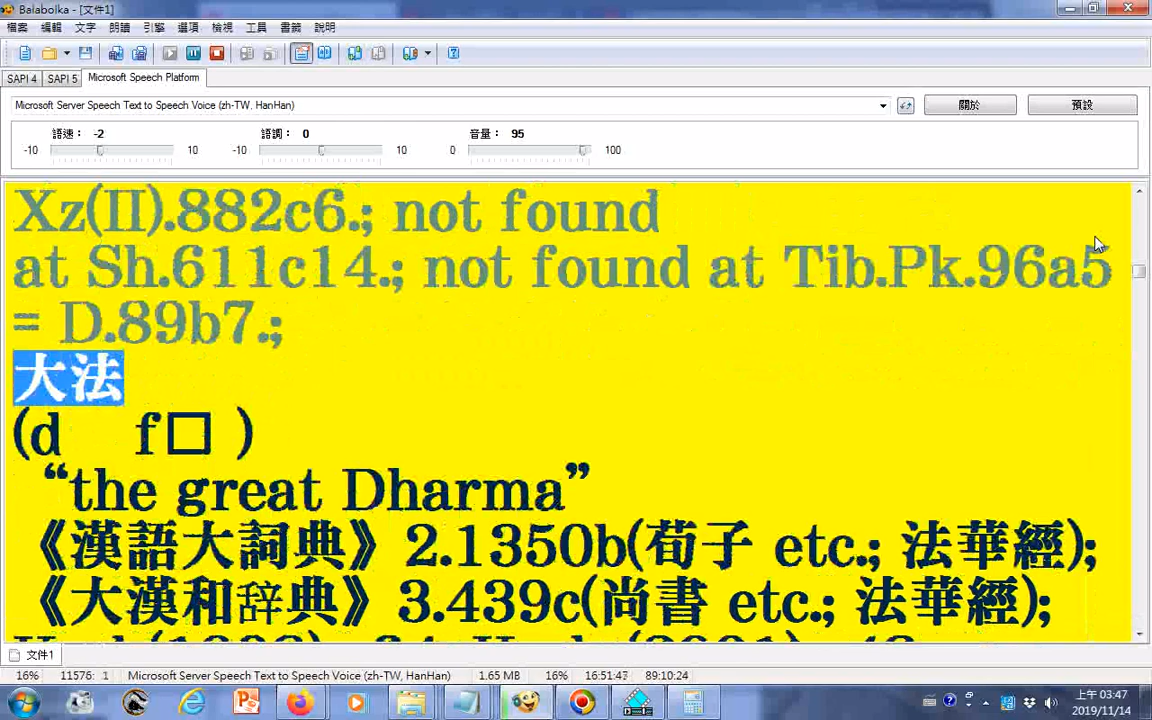 Balabolka - [文件1]
檔案 編輯 文字 朗讀 引擎 選項 檢視 工具 書籤 說明
SAPI 4 SAPI 5 Microsoft Speech Platform
Microsoft Server Speech Text to Speech Voice (zh-TW, HanHan) 關於 預設
語速： -2 語調： 0 音量： 95
-10 10 -10 10 0 100
Xz(II).882c6.; not found
at Sh.611c14.; not found at Tib.Pk.96a5
= D.89b7.;
大法
(d f□ )
“the great Dharma”
《漢語大詞典》 2.1350b(荀子 etc.; 法華經);
《大漢和辞典》 3.439c(尚書 etc.; 法華經);
文件1
16% 11576: 1 Microsoft Server Speech Text to Speech Voice (zh-TW, HanHan) 1.65 MB 16% 16:51:47 89:10:24
上午 03:47
2019/11/14